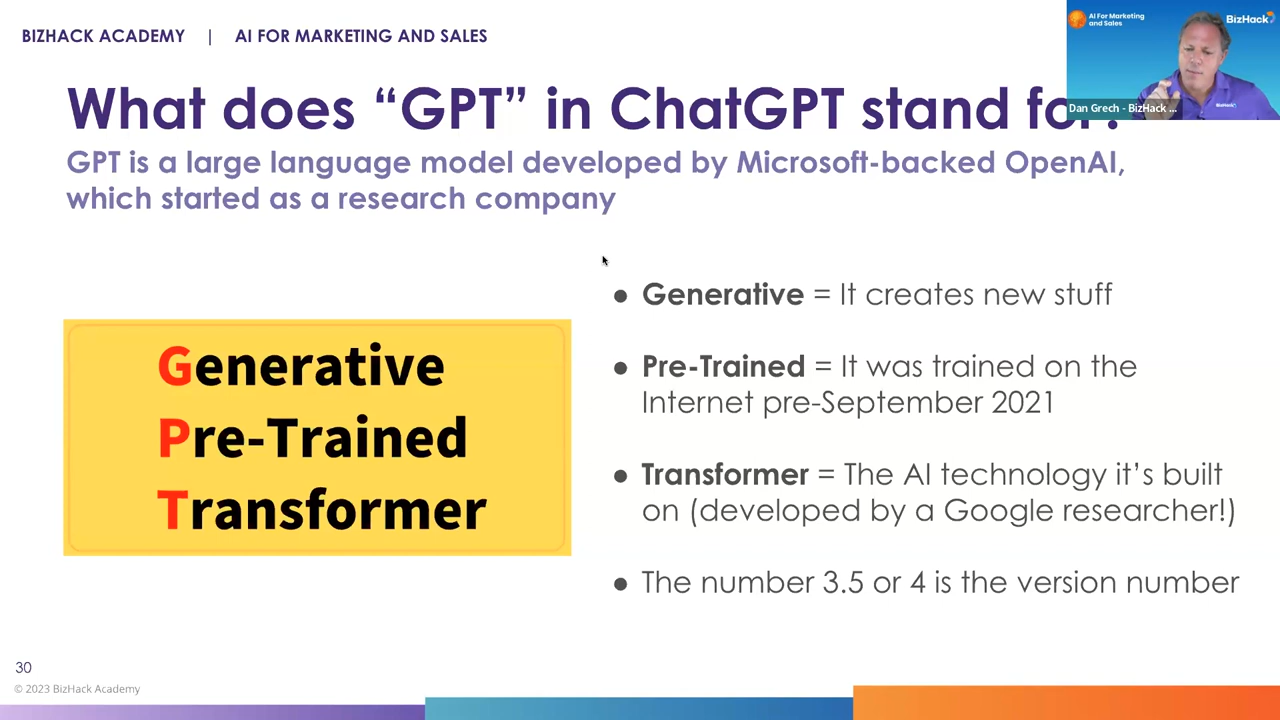 BIZHACK ACADEMY | AI FOR MARKETING AND SALES
AI For Marketing
and Sales
BizHack
BizHack
Dan Grech - BizHack ...
What does “GPT” in ChatGPT stand for?
GPT is a large language model developed by Microsoft-backed OpenAI,
which started as a research company
Generative
Pre-Trained
Transformer
● Generative = It creates new stuff
● Pre-Trained = It was trained on the
Internet pre-September 2021
● Transformer = The AI technology it’s built
on (developed by a Google researcher!)
● The number 3.5 or 4 is the version number
30
© 2023 BizHack Academy